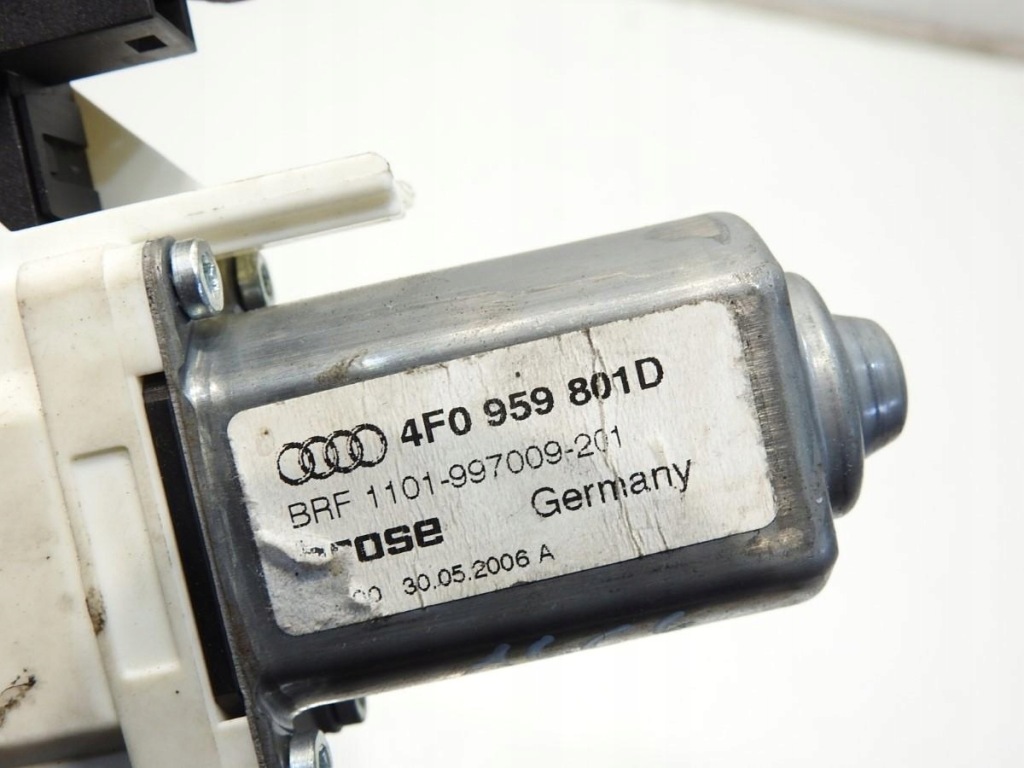 4F0 959 801D
BRF 1101-997009-201
Germany
30.05.2006 A